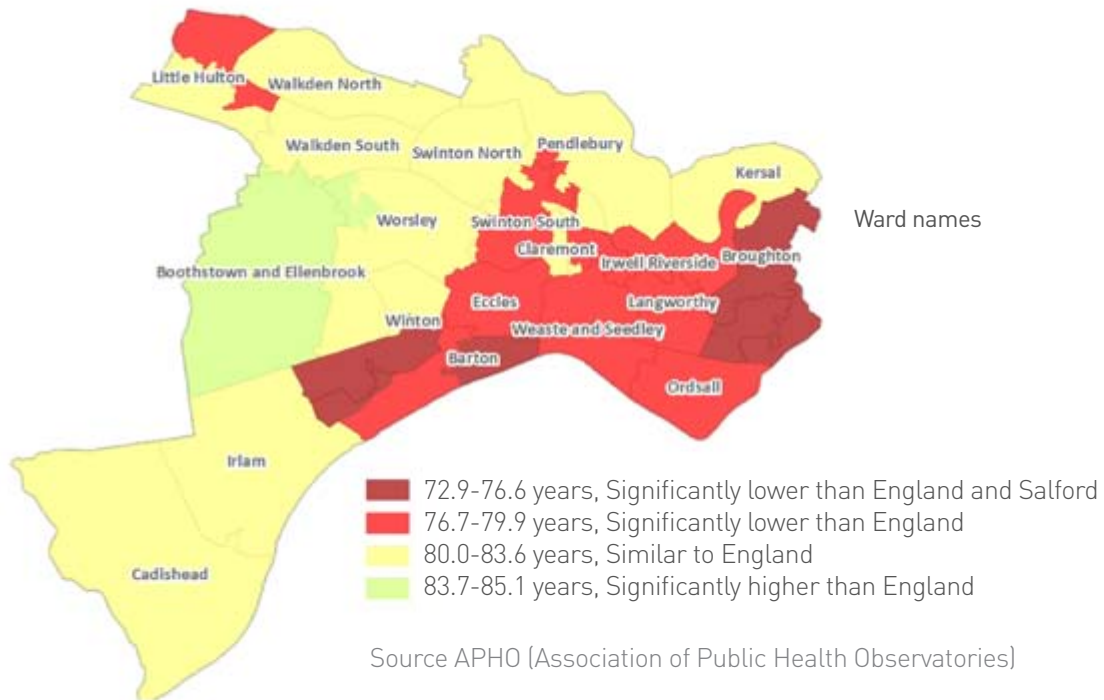 Little Hulton
Walkden North
Walkden South
Swinton North
Pendlebury
Kersal
Worsley
Swinton South
Ward names
Claremont
Irwell Riverside
Broughton
Boothstown and Ellenbrook
Eccles
Langworthy
Winton
Weaste and Seedley
Barton
Ordsall
Irlam
72.9-76.6 years, Significantly lower than England and Salford
76.7-79.9 years, Significantly lower than England
80.0-83.6 years, Similar to England
Cadishead
83.7-85.1 years, Significantly higher than England
Source APHO (Association of Public Health Observatories)